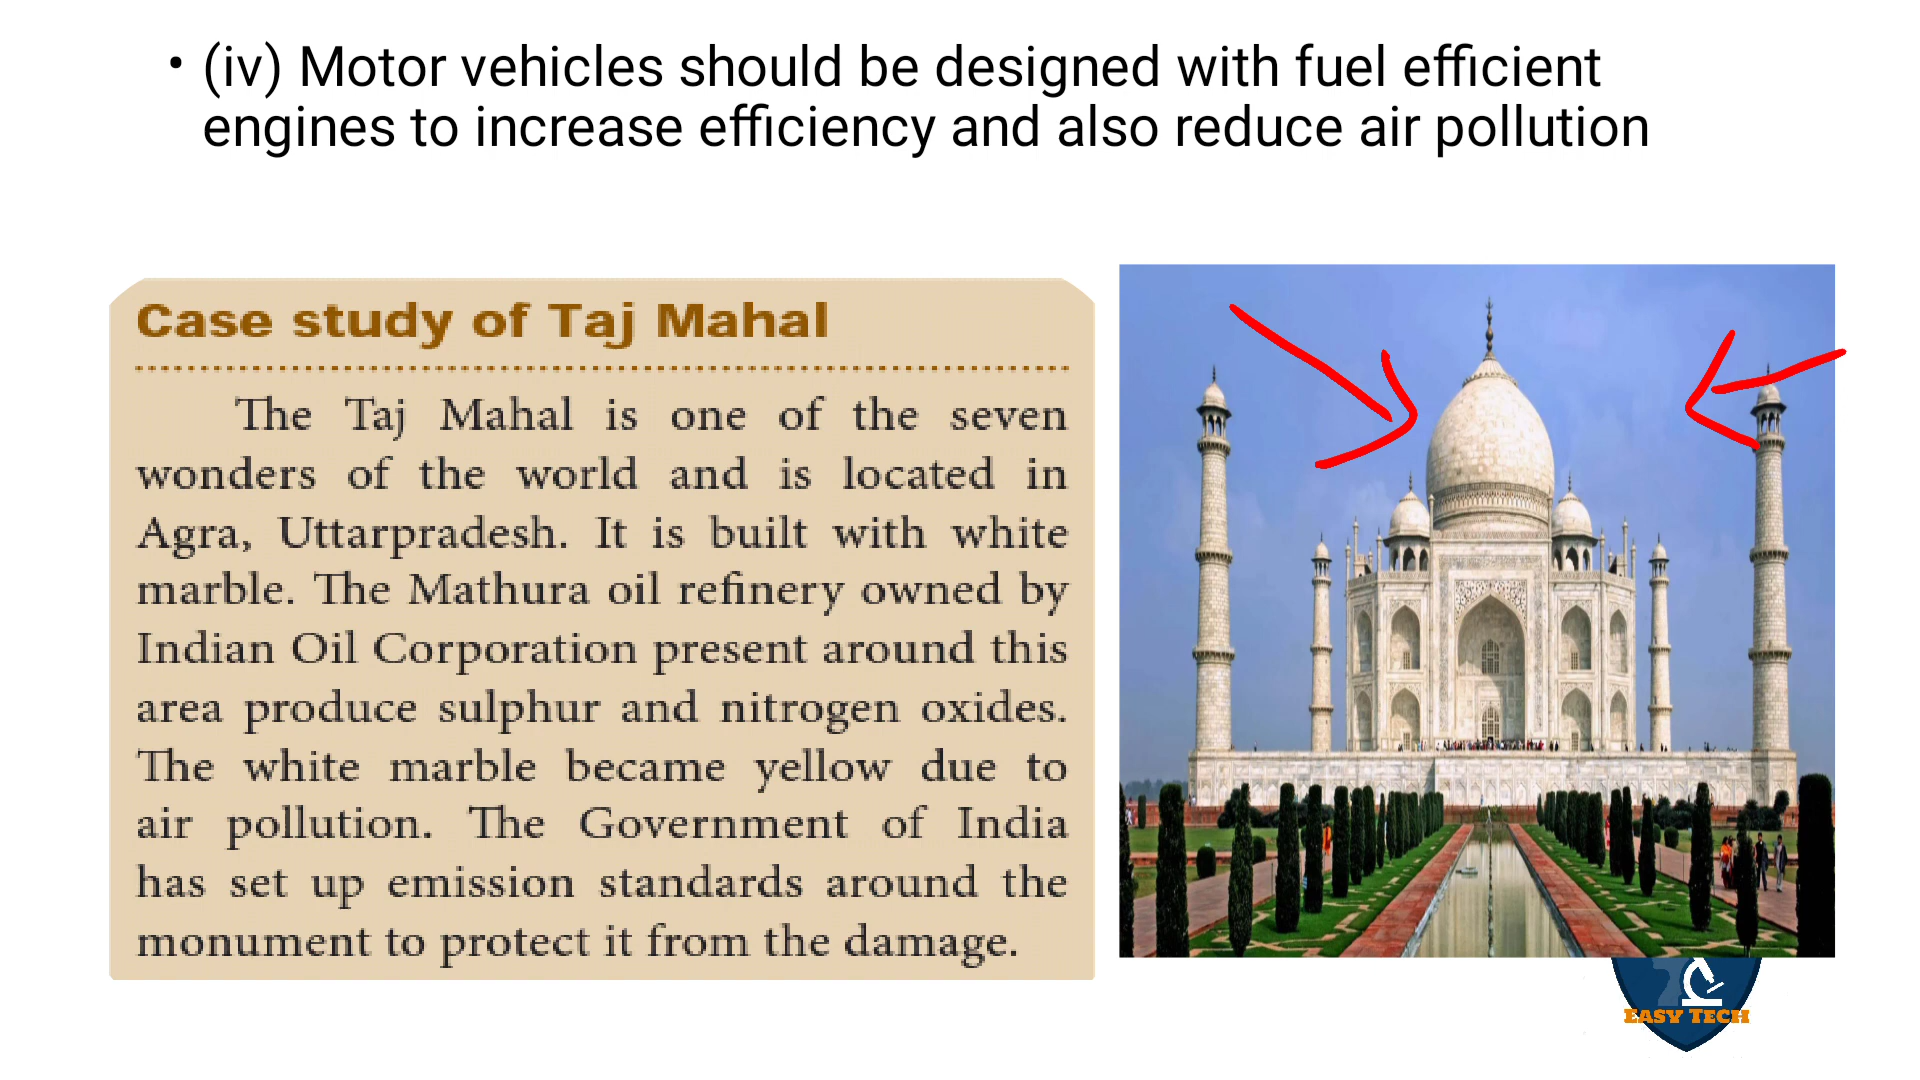 • (iv) Motor vehicles should be designed with fuel efficient
engines to increase efficiency and also reduce air pollution
Case study of Taj Mahal
The Taj Mahal is one of the seven
wonders of the world and is located in
Agra, Uttarpradesh. It is built with white
marble. The Mathura oil refinery owned by
Indian Oil Corporation present around this
area produce sulphur and nitrogen oxides.
The white marble became yellow due to
air pollution. The Government of India
has set up emission standards around the
monument to protect it from the damage.
EASY TECH